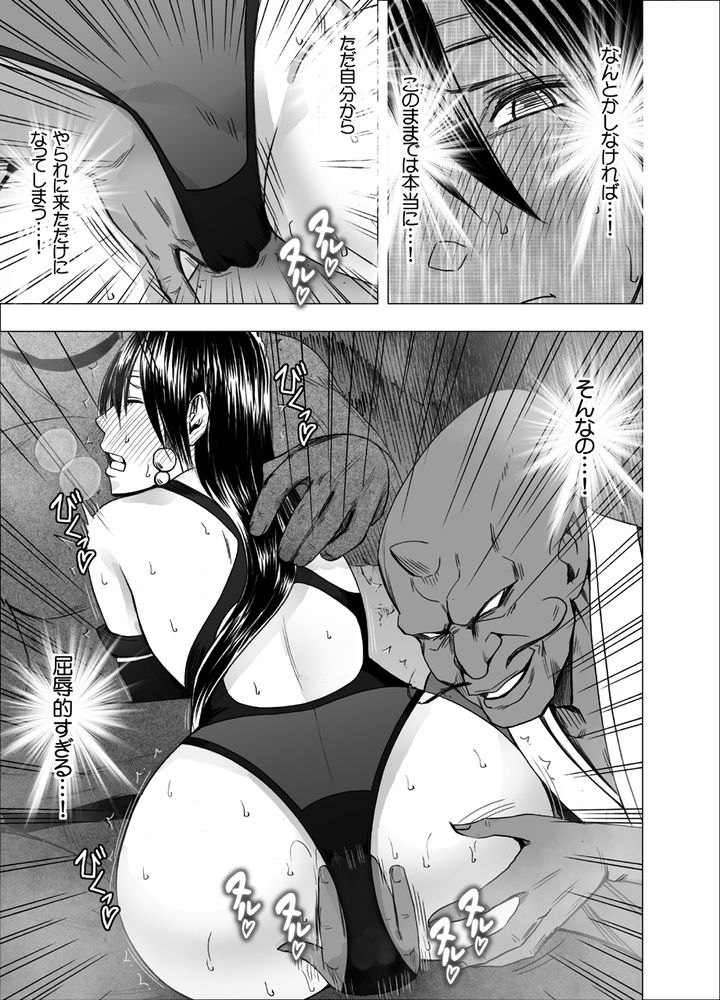 なんとかしなければ…!
このままでは本当に…!
ただ自分から
やられに来ただけに
なってしまう…!
ヌル♡
ヌル♡
そんなの…!
びくっ♡
びくっ♡
屈辱的すぎる…!
びくっ♡
ヌル♡
ヌル♡
ヌル♡
ヌル♡